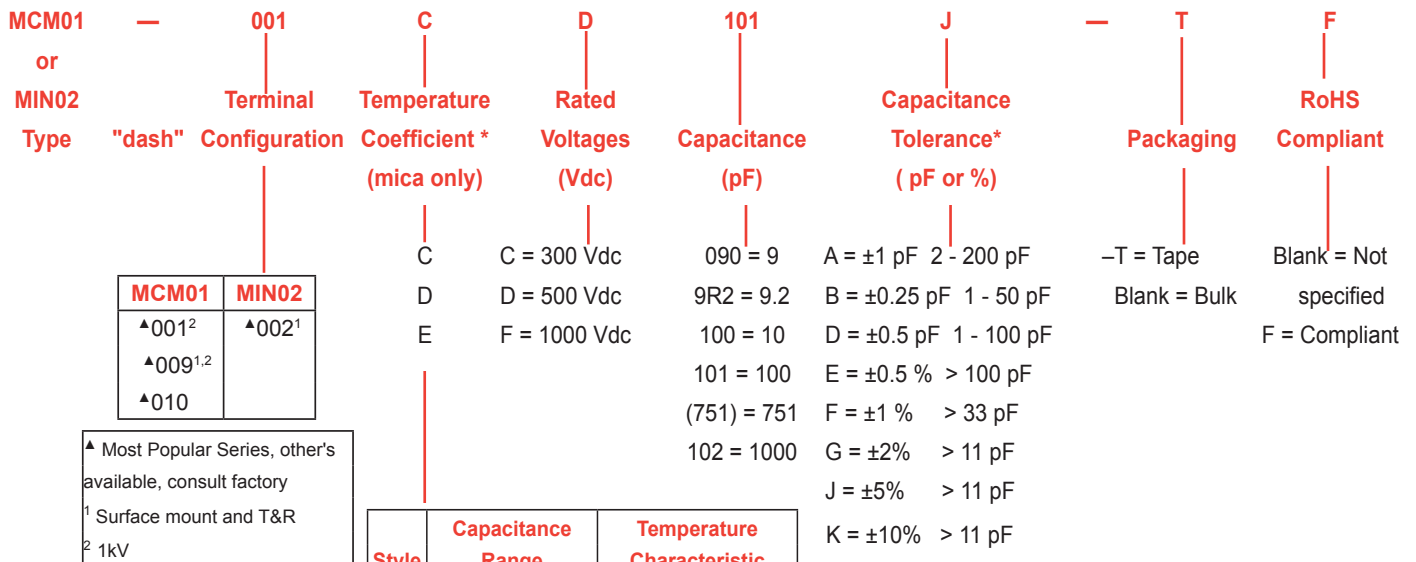 MCM01 — 001 C D 101 J — T F
or
MIN02 Terminal Temperature Rated Capacitance RoHS
Type "dash" Configuration Coefficient * Voltages Capacitance Tolerance* Packaging Compliant
(mica only) (Vdc) (pF) ( pF or %)
C C = 300 Vdc 090 = 9 A = ±1 pF 2 - 200 pF –T = Tape Blank = Not
MCM01 MIN02 D D = 500 Vdc 9R2 = 9.2 B = ±0.25 pF 1 - 50 pF Blank = Bulk specified
▲001² ▲002¹ E F = 1000 Vdc 100 = 10 D = ±0.5 pF 1 - 100 pF F = Compliant
▲009¹,² 101 = 100 E = ±0.5 % > 100 pF
▲010 (751) = 751 F = ±1 % > 33 pF
▲ Most Popular Series, other's 102 = 1000 G = ±2% > 11 pF
available, consult factory J = ±5% > 11 pF
¹ Surface mount and T&R Capacitance Temperature K = ±10% > 11 pF
² 1kV Style Range Characteristic